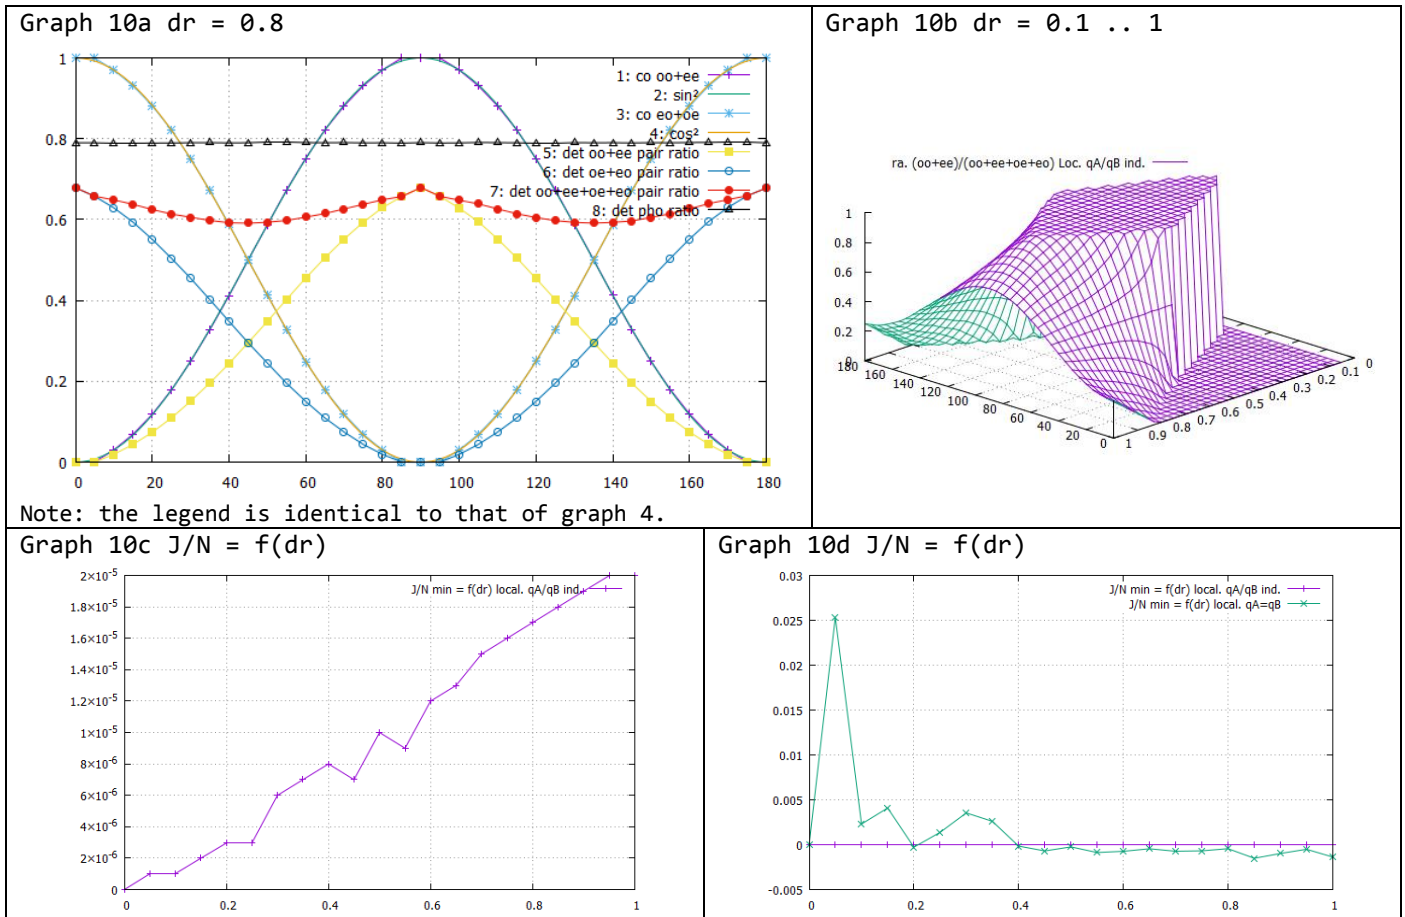 Graph 10a dr = 0.8
1
0.8
0.6
0.4
0.2
0
0 20 40 60 80 100 120 140 160 180
1: co oo+ee
2: sin²
3: co eo+oe
4: cos²
5: det oo+ee pair ratio
6: det oe+eo pair ratio
7: det oo+ee+oe+eo pair ratio
8: det pho ratio
Note: the legend is identical to that of graph 4.
Graph 10b dr = 0.1 .. 1
ra. (oo+ee)/(oo+ee+oe+eo) Loc. qA/qB ind.
1
0.8
0.6
0.4
0.2
0
180 160 140 120 100 80 60 40 20 0
1 0.9 0.8 0.7 0.6 0.5 0.4 0.3 0.2 0.1 0
Graph 10c J/N = f(dr)
J/N min = f(dr) local. qA/qB ind.
2×10-5
1.8×10-5
1.6×10-5
1.4×10-5
1.2×10-5
1×10-5
8×10-6
6×10-6
4×10-6
2×10-6
0
0 0.2 0.4 0.6 0.8 1
Graph 10d J/N = f(dr)
J/N min = f(dr) local. qA/qB ind.
J/N min = f(dr) local. qA=qB
0.03
0.025
0.02
0.015
0.01
0.005
0
-0.005
0 0.2 0.4 0.6 0.8 1